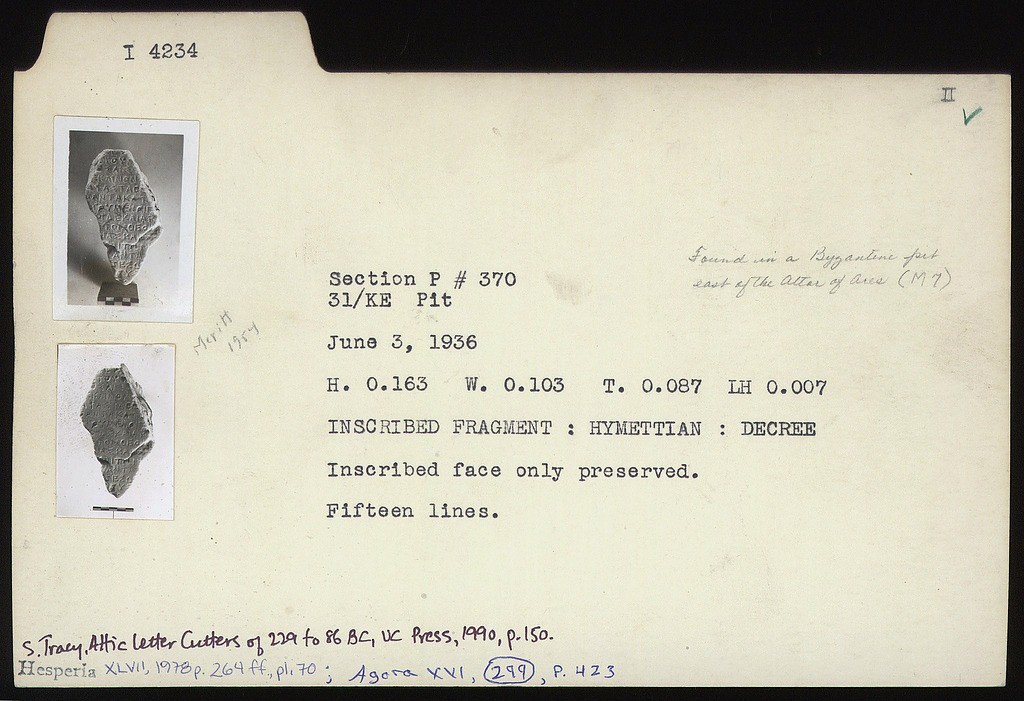 I 4234
II
Found in a Byzantine pit
east of the Altar of Ares (M 7)
Section P # 370
31/KE Pit
Meritt
1954
June 3, 1936
H. 0.163 W. 0.103 T. 0.087 LH 0.007
INSCRIBED FRAGMENT : HYMETTIAN : DECREE
Inscribed face only preserved.
Fifteen lines.
S. Tracy, Attic Letter Cutters of 229 to 86 BC, UC Press, 1990, p. 150.
Hesperia XLVII, 1978 p. 264 ff., pl. 70 ; Agora XVI, 299, P. 423